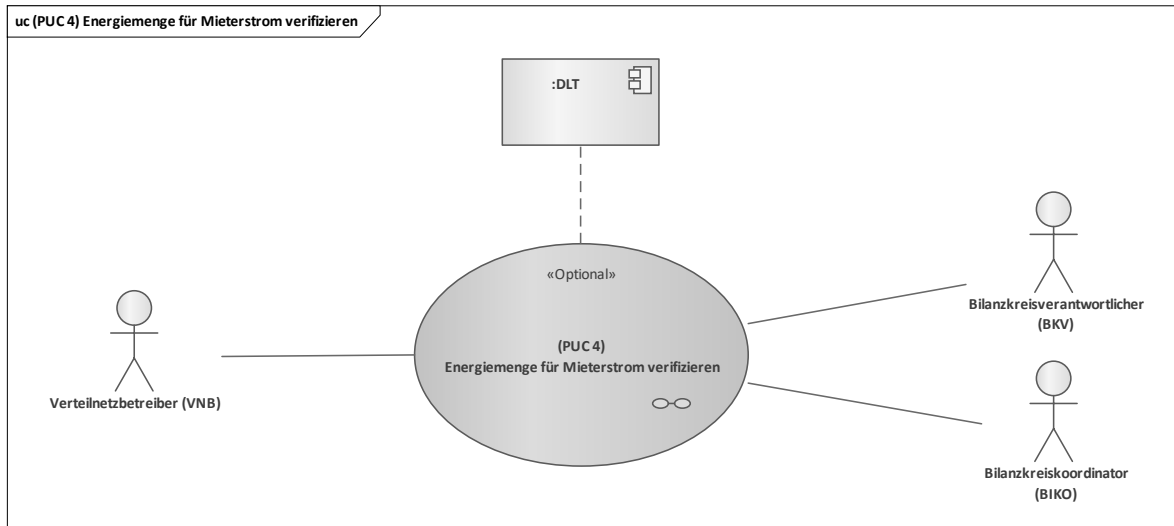 uc (PUC 4) Energiemenge für Mieterstrom verifizieren
:DLT
«Optional»
(PUC 4)
Energiemenge für Mieterstrom verifizieren
Verteilnetzbetreiber (VNB)
Bilanzkreisverantwortlicher
(BKV)
Bilanzkreiskoordinator
(BIKO)